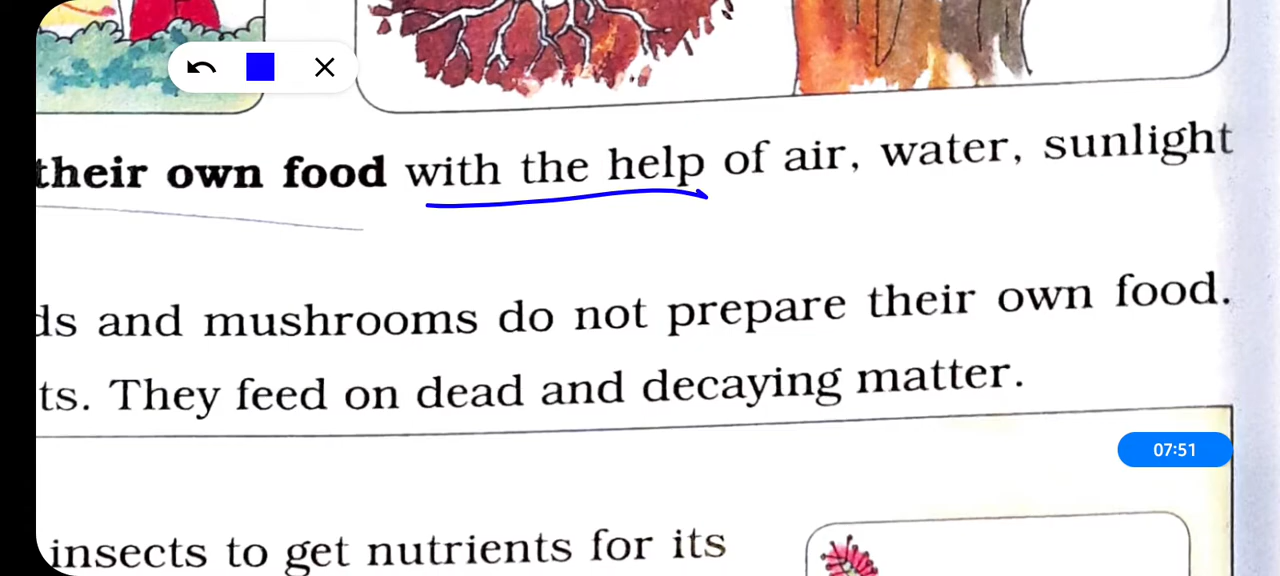 their own food with the help of air, water, sunlight
ds and mushrooms do not prepare their own food.
ts. They feed on dead and decaying matter.
07:51
insects to get nutrients for its